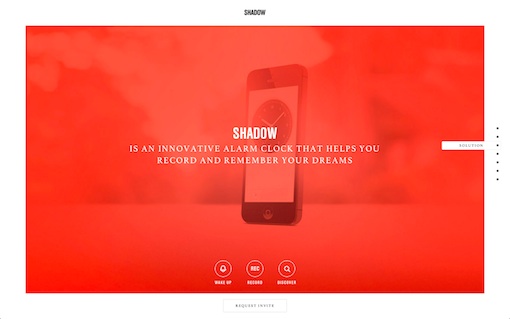 SHADOW
SHADOW
IS AN INNOVATIVE ALARM CLOCK THAT HELPS YOU
RECORD AND REMEMBER YOUR DREAMS
SOLUTION
REC
WAKE UP
RECORD
DISCOVER
REQUEST INVITE